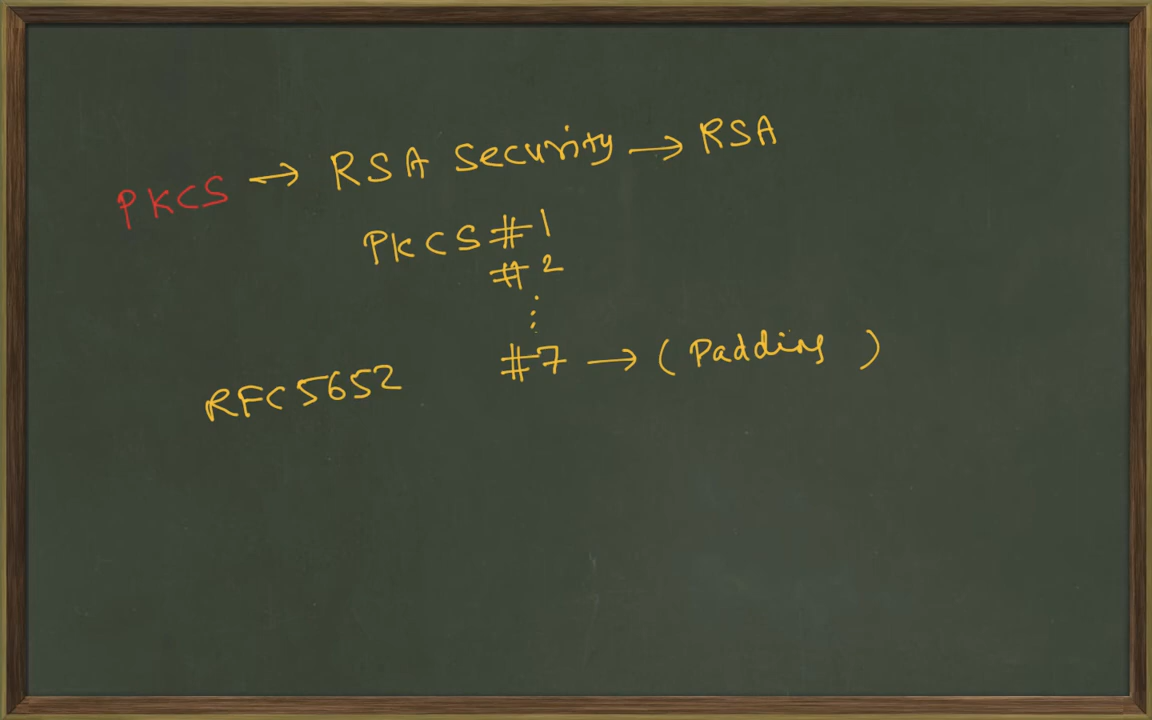 PKCS → RSA Security → RSA
PKCS #1
#2
⋮
#7 → ( Padding )
RFC 5652